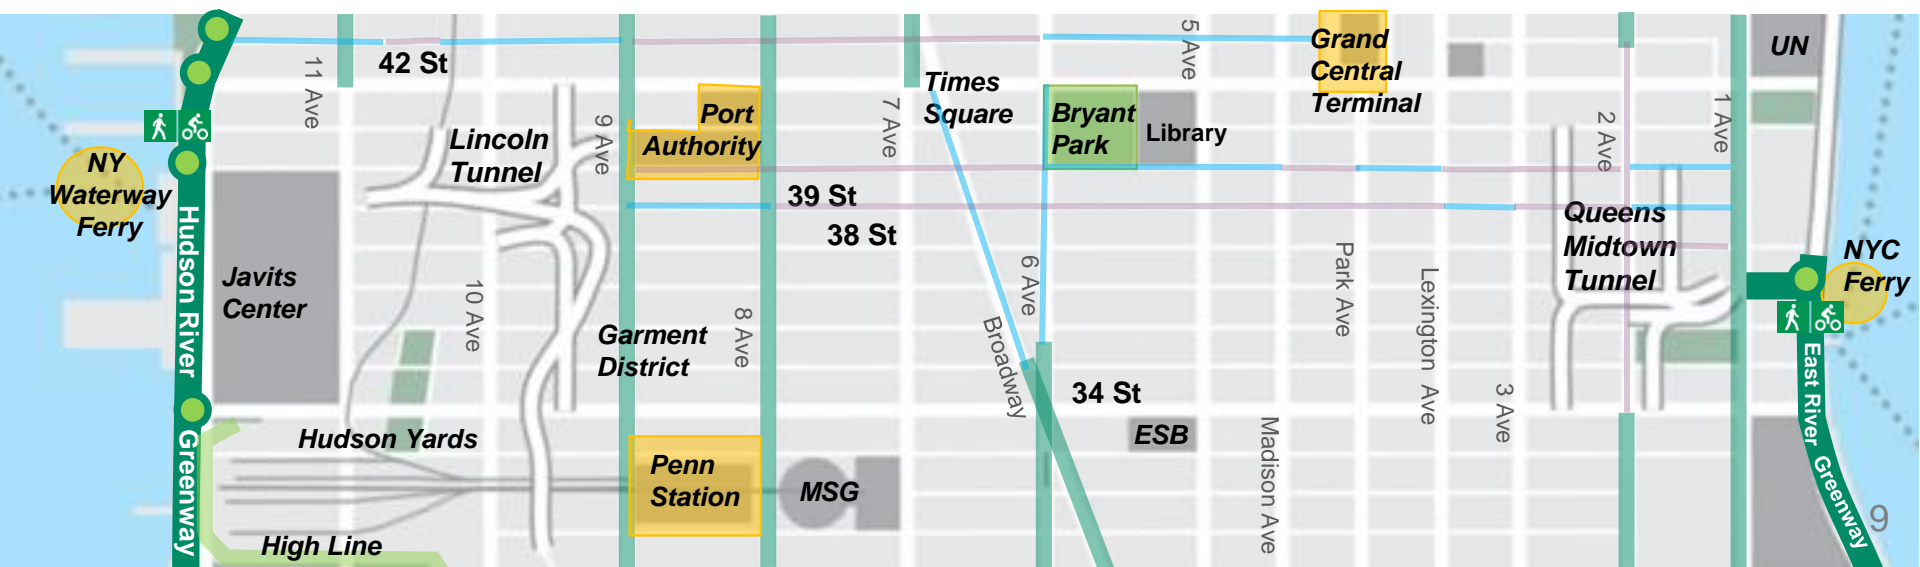 42 St
11 Ave
5 Ave
Grand
Central
Terminal
UN
Times
Square
Port
Authority
9 Ave
7 Ave
Bryant
Park
Library
2 Ave
1 Ave
Lincoln
Tunnel
NY
Waterway
Ferry
39 St
38 St
Queens
Midtown
Tunnel
NYC
Ferry
Hudson River Greenway
Javits
Center
10 Ave
Garment
District
8 Ave
6 Ave
Broadway
Park Ave
Lexington Ave
3 Ave
34 St
ESB
Madison Ave
Hudson Yards
Penn
Station
MSG
High Line
East River Greenway
9